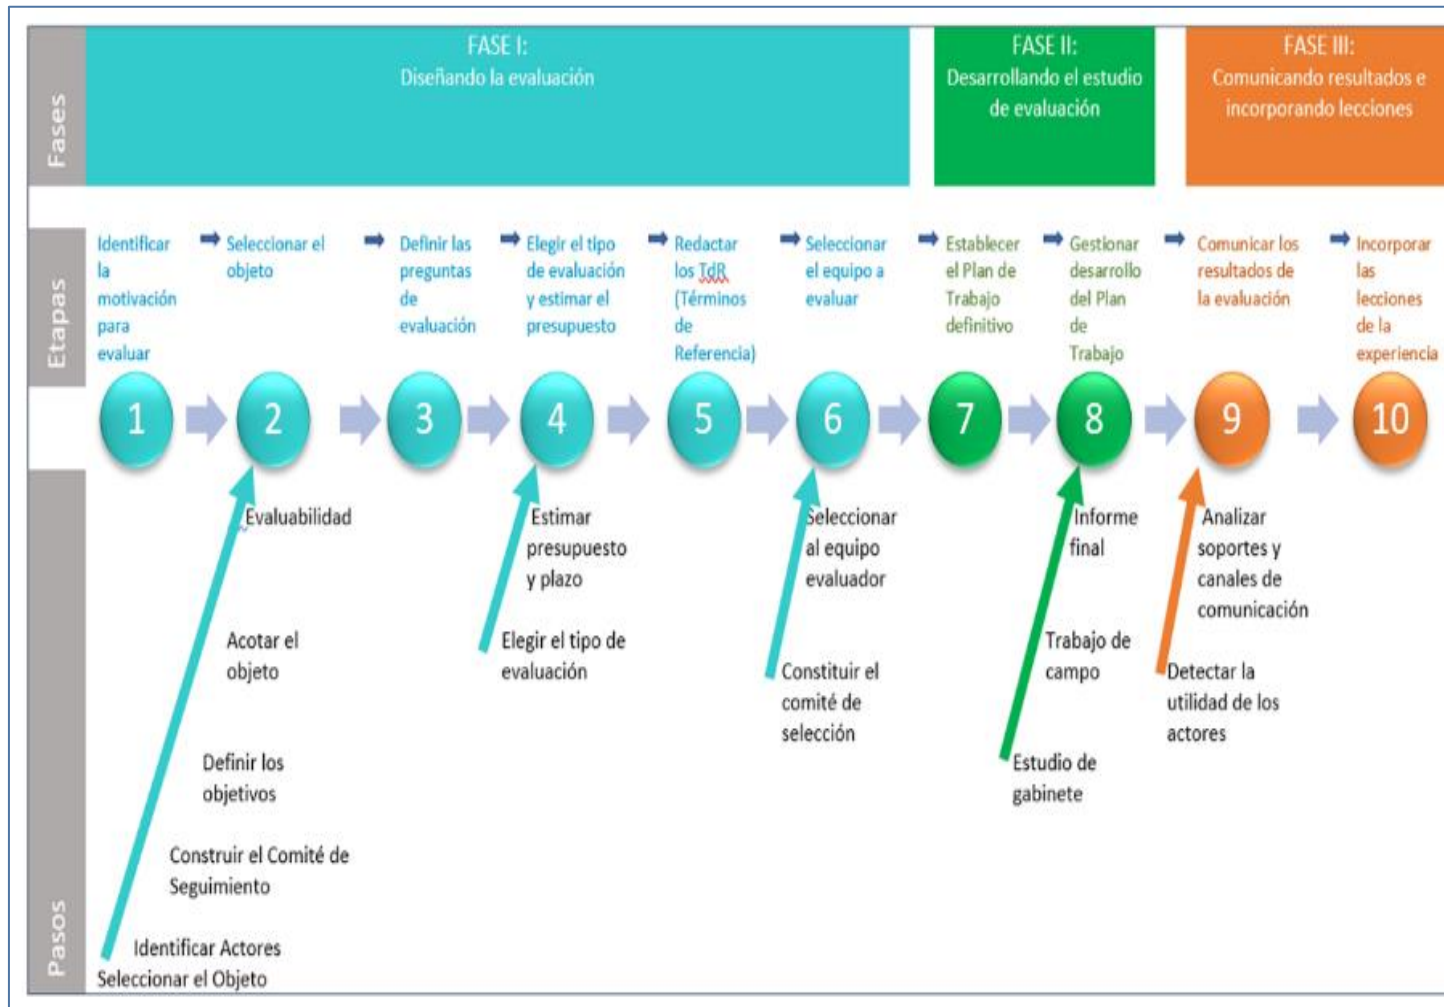 Fases
FASE I:
Diseñando la evaluación
FASE II:
Desarrollando el estudio
de evaluación
FASE III:
Comunicando resultados e
incorporando lecciones
Etapas
Identificar
la
motivación
para
evaluar
Seleccionar el
objeto
Definir las
preguntas
de
evaluación
Elegir el tipo
de evaluación
y estimar el
presupuesto
Redactar
los TdR
(Términos
de
Referencia)
Seleccionar
el equipo a
evaluar
Establecer
el Plan de
Trabajo
definitivo
Gestionar
desarrollo
del Plan
de
Trabajo
Comunicar los
resultados de
la evaluación
Incorporar
las
lecciones
de la
experiencia
1
2
3
4
5
6
7
8
9
10
Pasos
Evaluabilidad
Acotar el
objeto
Definir los
objetivos
Construir el Comité de
Seguimiento
Identificar Actores
Seleccionar el Objeto
Estimar
presupuesto
y plazo
Elegir el tipo de
evaluación
Seleccionar
al equipo
evaluador
Constituir el
comité de
selección
Informe
final
Trabajo de
campo
Estudio de
gabinete
Analizar
soportes y
canales de
comunicación
Detectar la
utilidad de los
actores